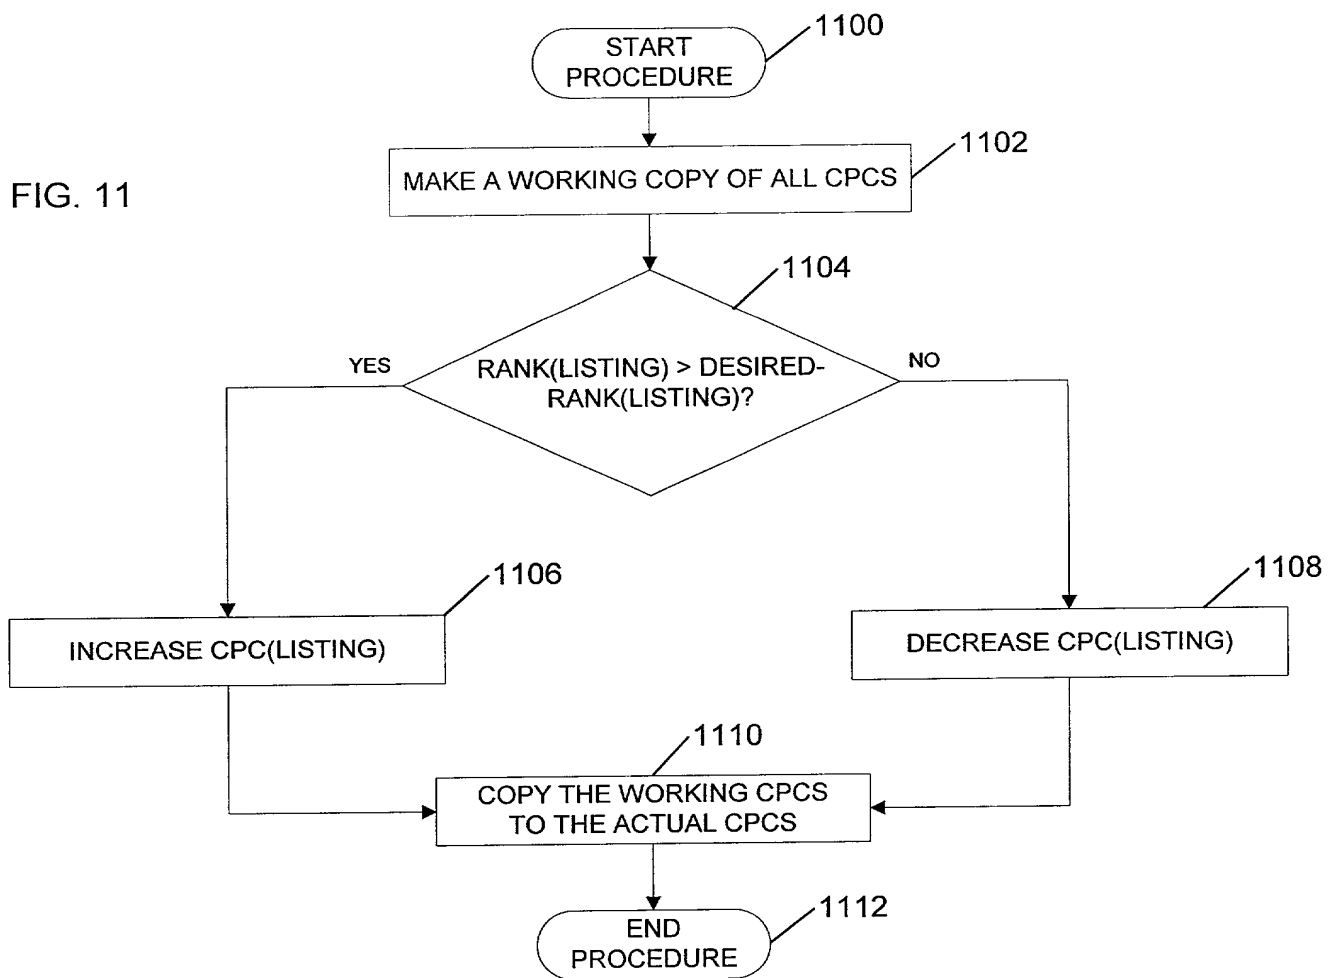 START
PROCEDURE
1100
MAKE A WORKING COPY OF ALL CPCS
1102
FIG. 11
1104
RANK(LISTING) > DESIRED-
RANK(LISTING)?
YES
NO
1106
INCREASE CPC(LISTING)
1108
DECREASE CPC(LISTING)
1110
COPY THE WORKING CPCS
TO THE ACTUAL CPCS
END
PROCEDURE
1112